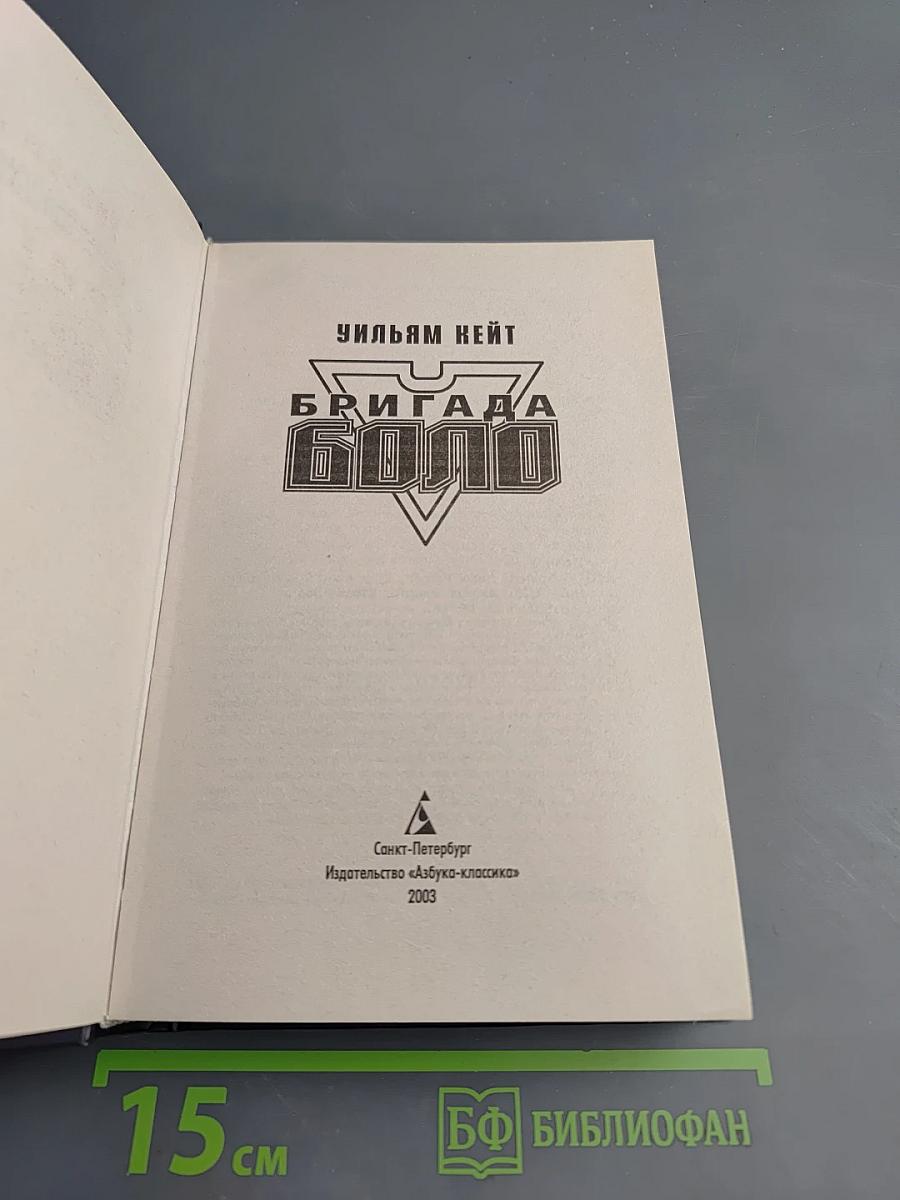 УИЛЬЯМ КЕЙТ
БРИГАДА
БОЛО
Санкт-Петербург
Издательство «Азбука-классика»
2003
15 см
БФ БИБЛИОФАН